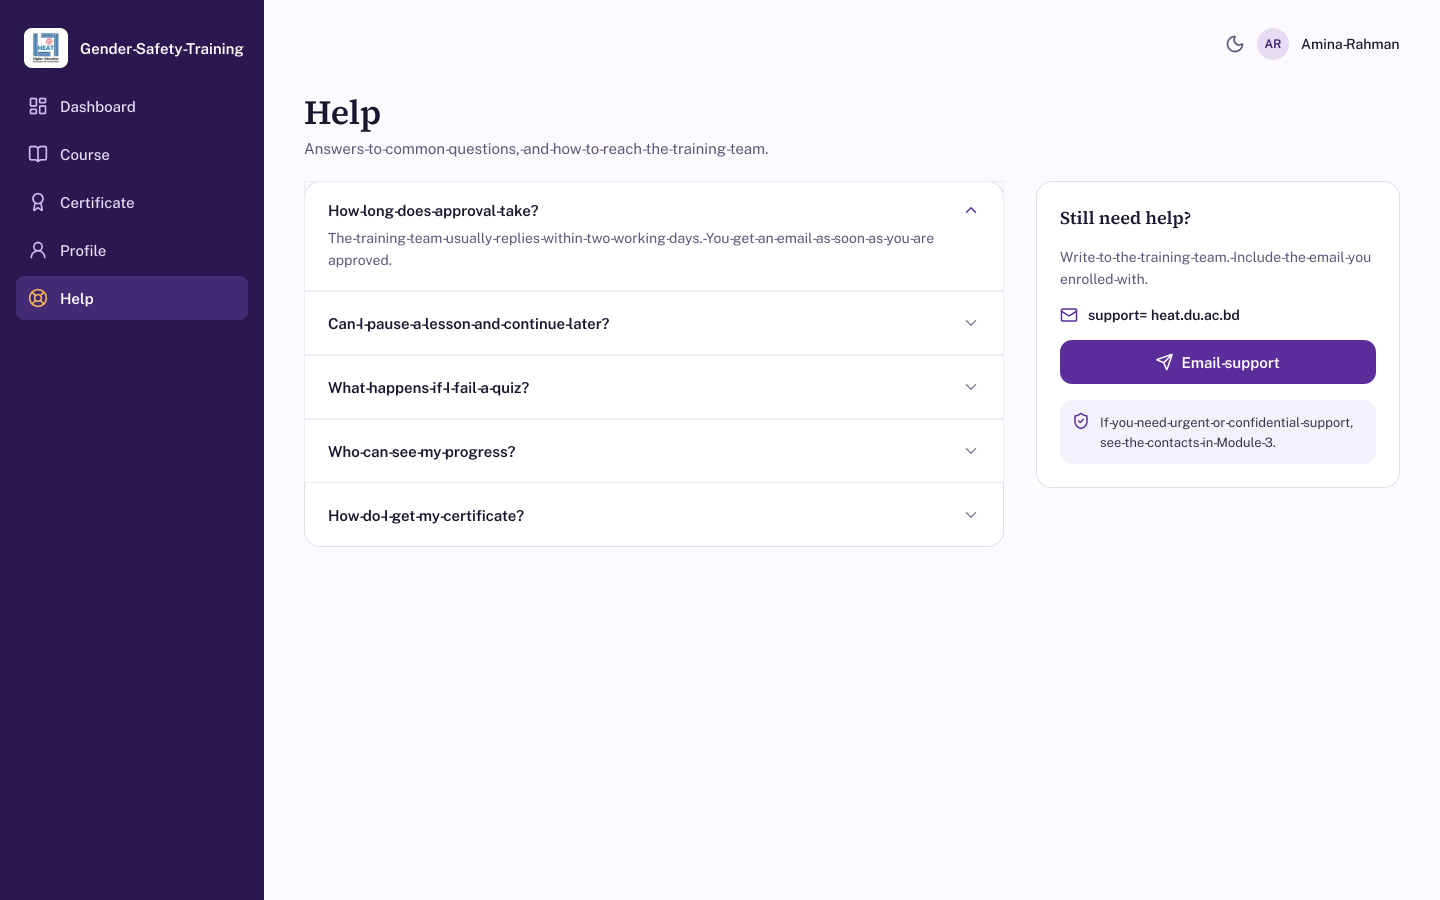 HEAT
Higher Education
Gender-Safety-Training
Dashboard
Course
Certificate
Profile
Help
AR
Amina-Rahman
Help
Answers-to-common-questions,-and-how-to-reach-the-training-team.
How-long-does-approval-take?
The-training-team-usually-replies-within-two-working-days.-You-get-an-email-as-soon-as-you-are
approved.
Can-I-pause-a-lesson-and-continue-later?
What-happens-if-I-fail-a-quiz?
Who-can-see-my-progress?
How-do-I-get-my-certificate?
Still need help?
Write-to-the-training-team.-Include-the-email-you
enrolled-with.
support= heat.du.ac.bd
Email-support
If-you-need-urgent-or-confidential-support,
see-the-contacts-in-Module-3.